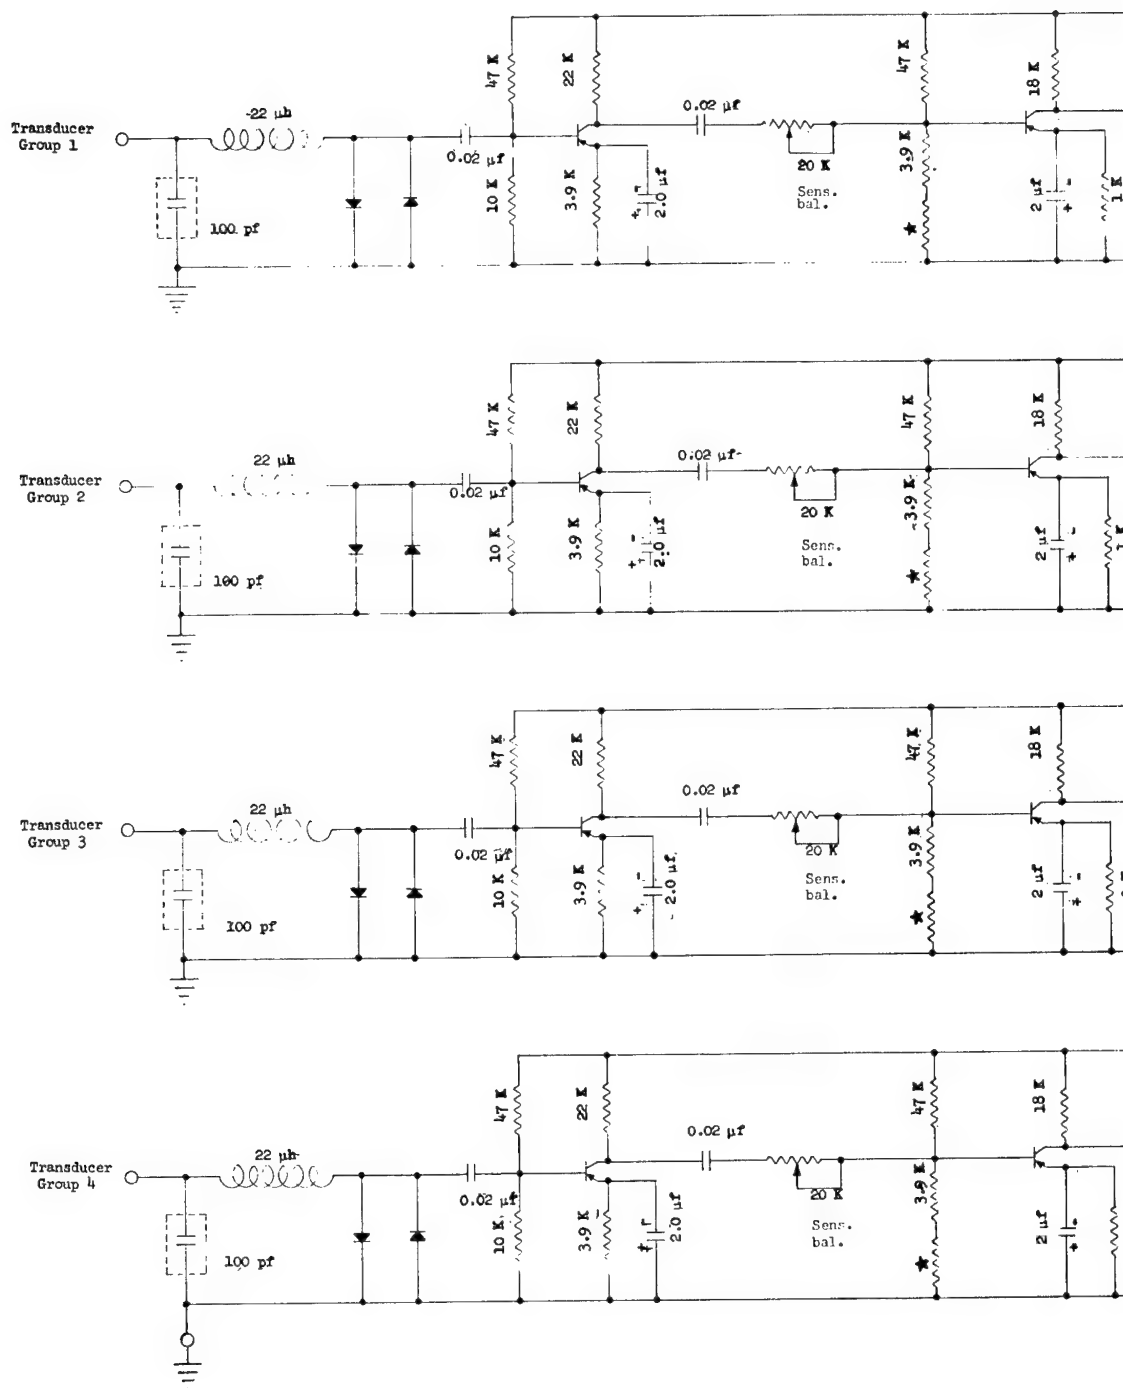 47 K
22 K
47 K
18 K
-22 µh
0.02 µf
Transducer
Group 1
0.02 µf
20 K
3.9 K
10 K
3.9 K
2.0 µf
Sens.
bal.
2 µf
1 K
100 pf
47 K
22 K
47 K
18 K
22 µh
0.02 µf
Transducer
Group 2
0.02 µf
20 K
3.9 K
10 K
3.9 K
2.0 µf
Sens.
bal.
2 µf
1 K
100 pf
47 K
22 K
47 K
18 K
22 µh
0.02 µf
Transducer
Group 3
0.02 µf
20 K
3.9 K
10 K
3.9 K
2.0 µf
Sens.
bal.
2 µf
100 pf
47 K
22 K
47 K
18 K
22 µh
0.02 µf
Transducer
Group 4
0.02 µf
20 K
3.9 K
10 K
3.9 K
2.0 µf
Sens.
bal.
2 µf
100 pf